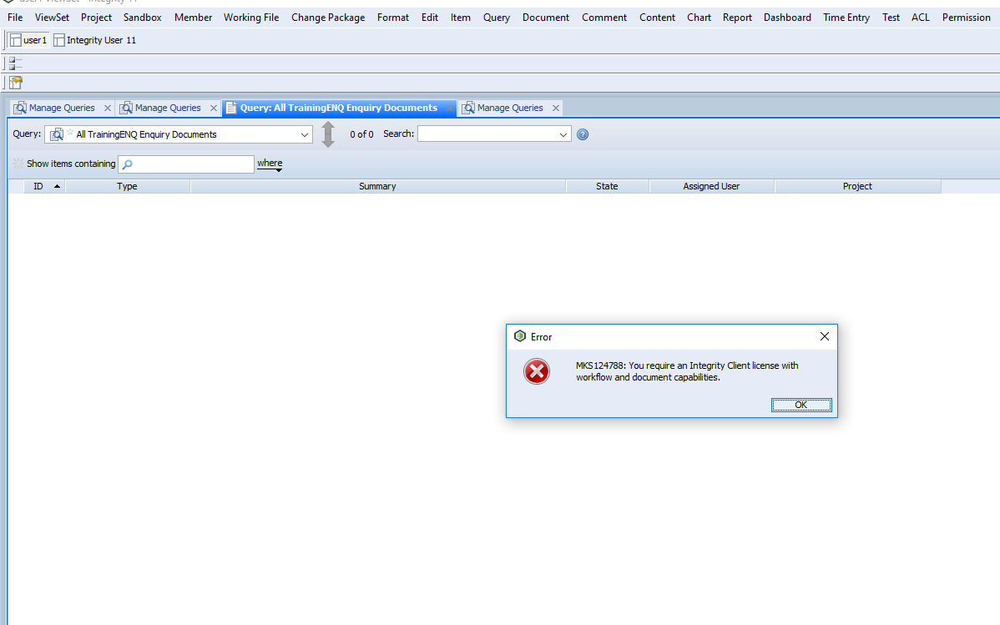 File ViewSet Project Sandbox Member Working File Change Package Format Edit Item Query Document Comment Content Chart Report Dashboard Time Entry Test ACL Permission
user1 Integrity User 11
Manage Queries Manage Queries Query: All TrainingENQ Enquiry Documents Manage Queries
Query: All TrainingENQ Enquiry Documents 0 of 0 Search:
Show items containing where
ID Type Summary State Assigned User Project
Error
MKS124788: You require an Integrity Client license with
workflow and document capabilities.
OK